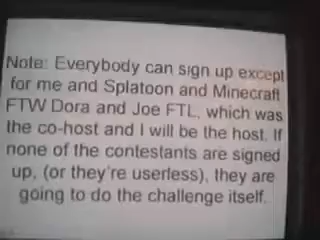 Note: Everybody can sign up except
for me and Splatoon and Minecraft
FTW Dora and Joe FTL, which was
the co-host and I will be the host. If
none of the contestants are signed
up, (or they're userless), they are
going to do the challenge itself.